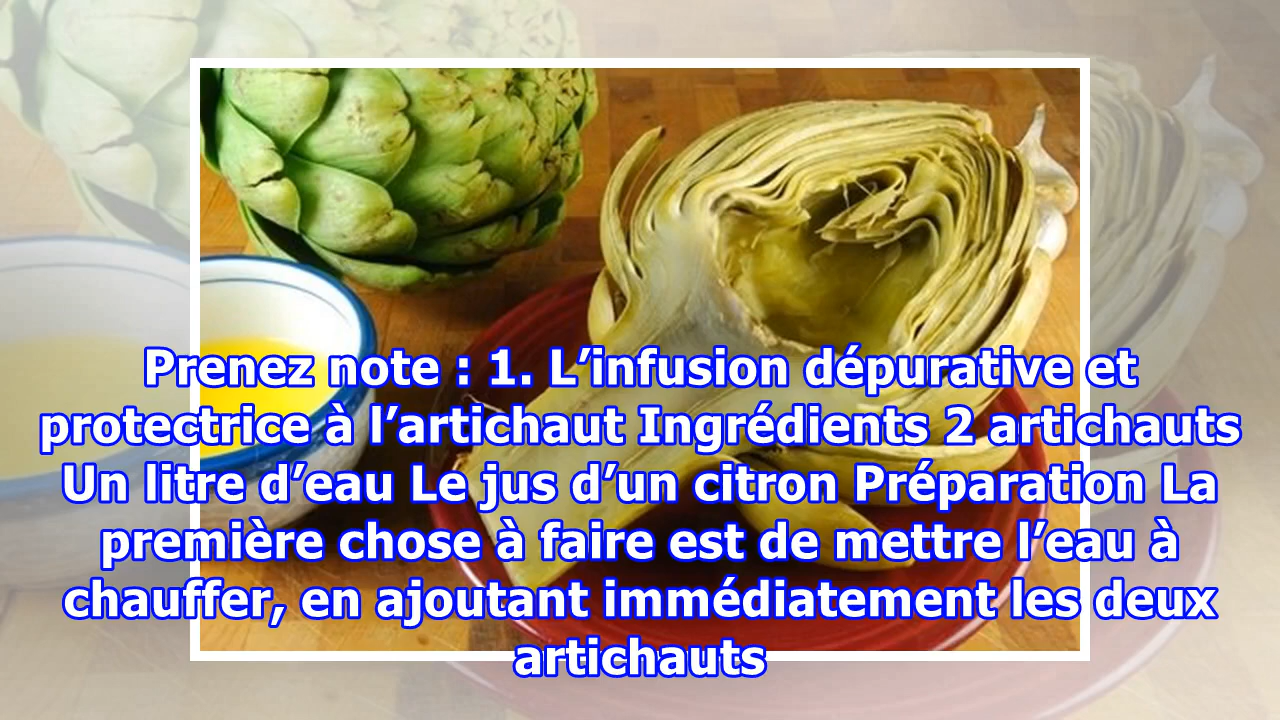 Prenez note : 1. L’infusion dépurative et
protectrice à l’artichaut Ingrédients 2 artichauts
Un litre d’eau Le jus d’un citron Préparation La
première chose à faire est de mettre l’eau à
chauffer, en ajoutant immédiatement les deux
artichauts